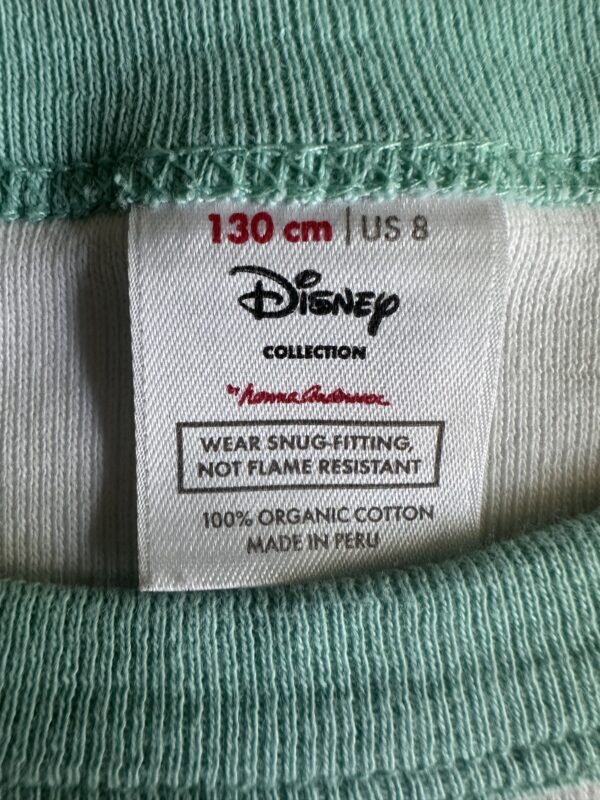 130 cm | US 8
Disney
COLLECTION
by hanna andersson
WEAR SNUG-FITTING,
NOT FLAME RESISTANT
100% ORGANIC COTTON
MADE IN PERU